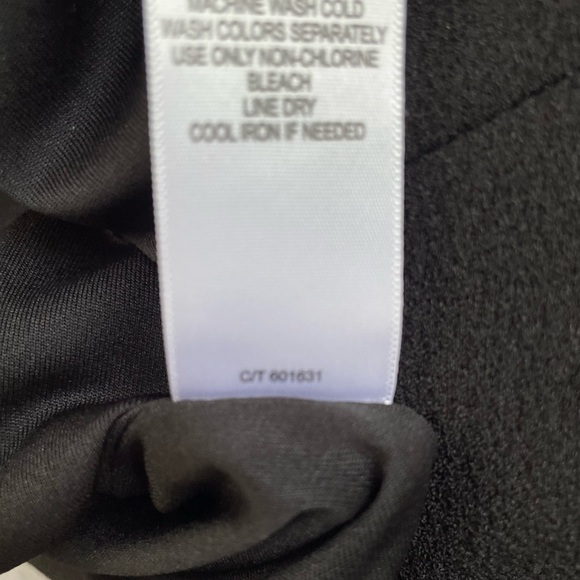 MACHINE WASH COLD
WASH COLORS SEPARATELY
USE ONLY NON-CHLORINE
BLEACH
LINE DRY
COOL IRON IF NEEDED
C/T 601631